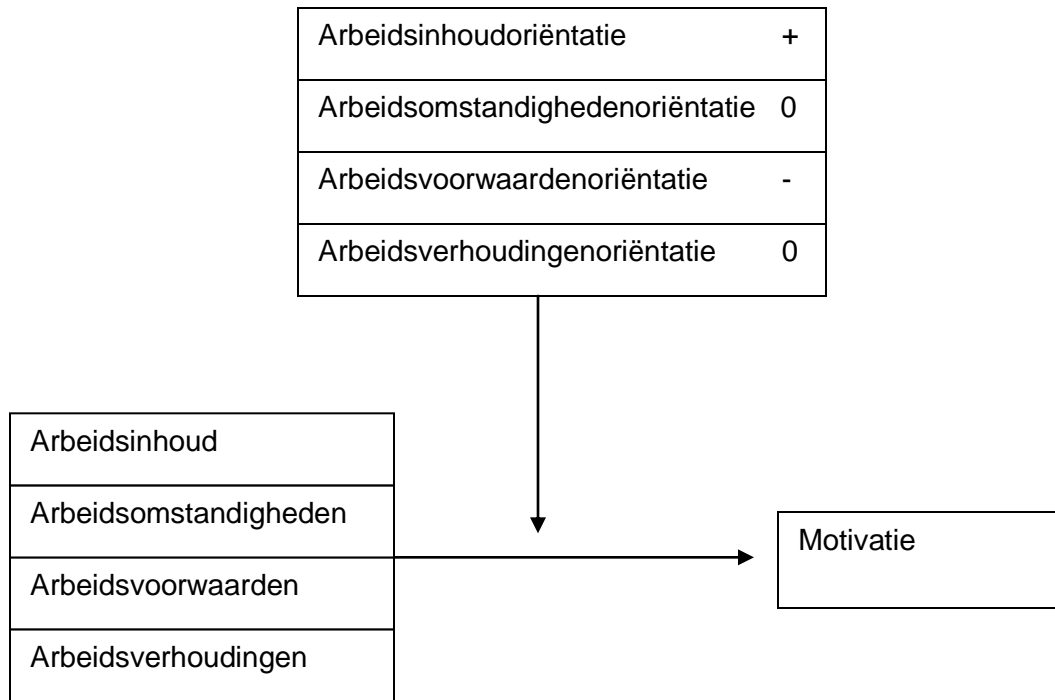 Arbeidsinhoudoriëntatie +
Arbeidsomstandighedenoriëntatie 0
Arbeidsvoorwaardenoriëntatie -
Arbeidsverhoudingenoriëntatie 0
Arbeidsinhoud
Arbeidsomstandigheden
Arbeidsvoorwaarden
Arbeidsverhoudingen
Motivatie